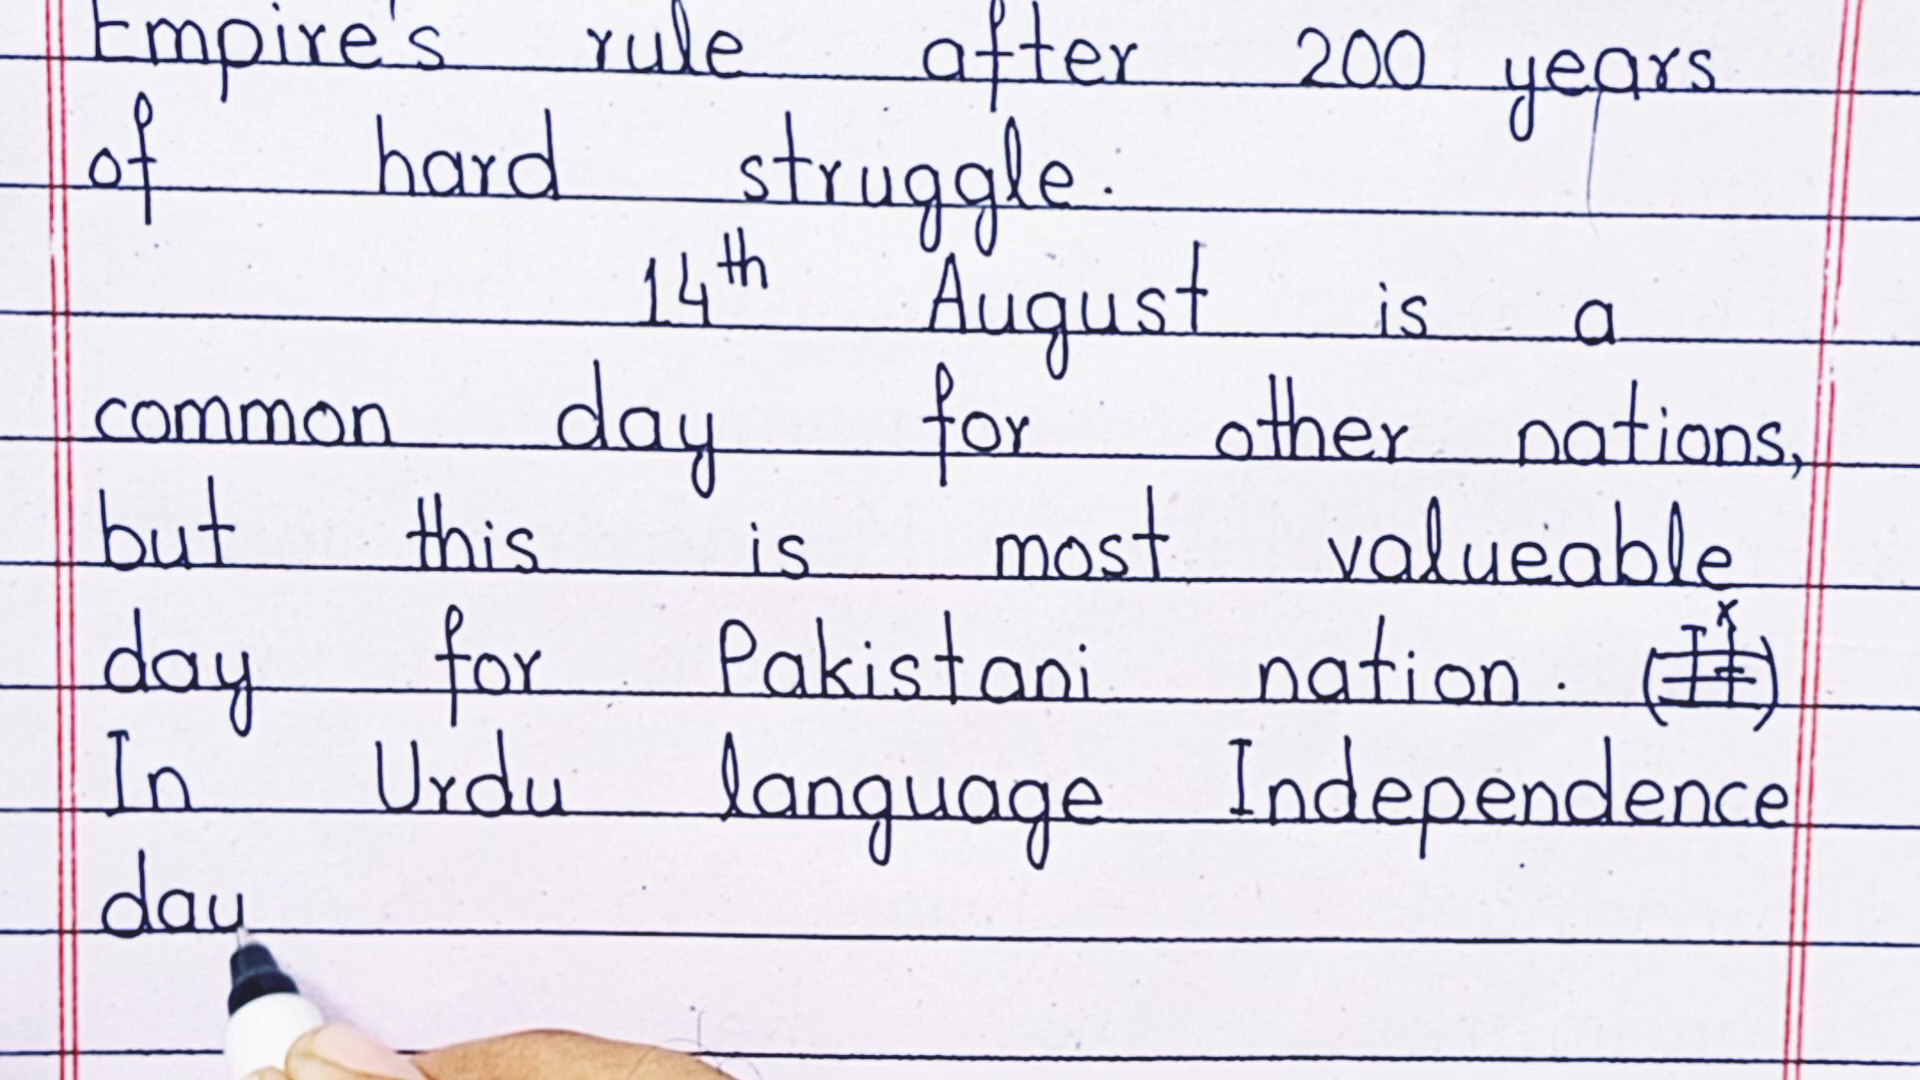 Empire's rule after 200 years
of hard struggle.
14th August is a
common day for other nations,
but this is most valueable
day for Pakistani nation.
In Urdu language Independence
day